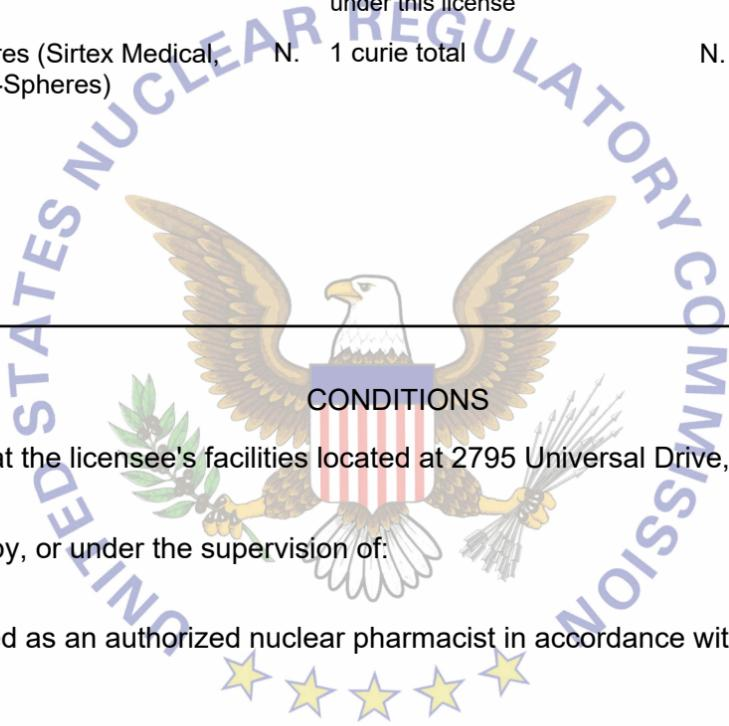 under this license
res (Sirtex Medical, N. 1 curie total N.
-Spheres)
UNITED STATES NUCLEAR REGULATORY COMMISSION
CONDITIONS
at the licensee's facilities located at 2795 Universal Drive,
by, or under the supervision of:
ed as an authorized nuclear pharmacist in accordance wit